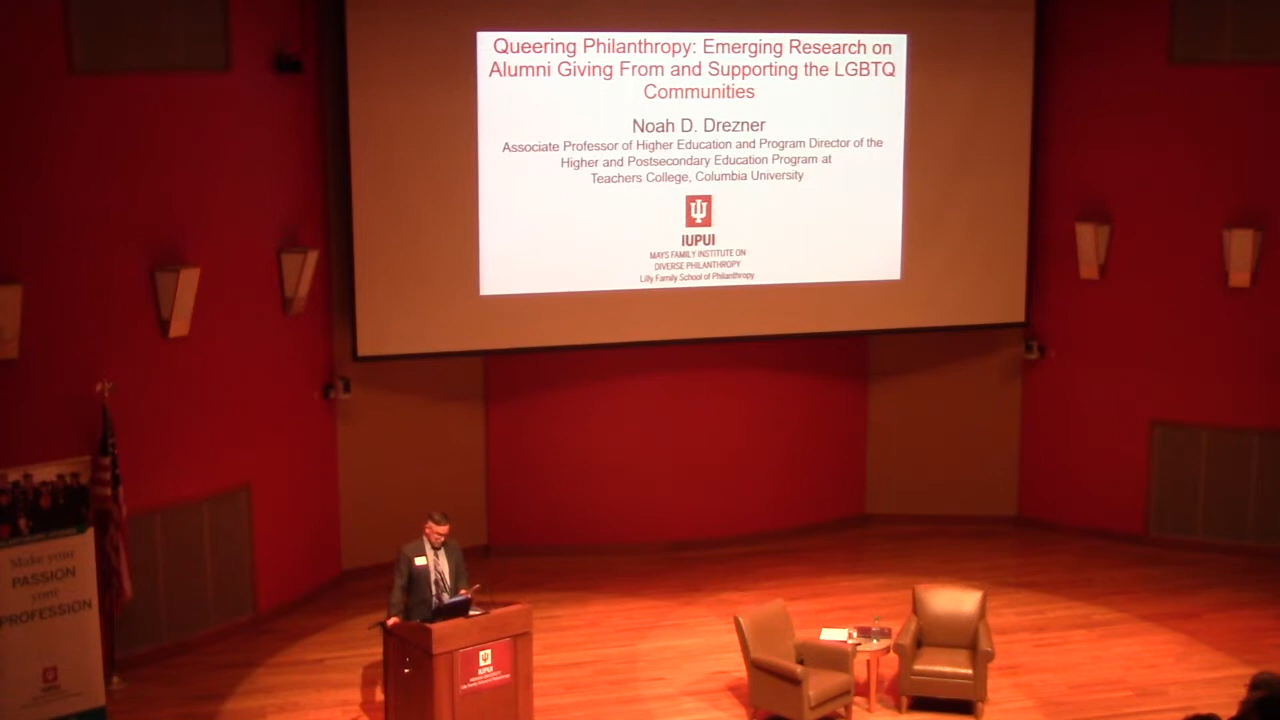 Queering Philanthropy: Emerging Research on
Alumni Giving From and Supporting the LGBTQ
Communities
Noah D. Drezner
Associate Professor of Higher Education and Program Director of the
Higher and Postsecondary Education Program at
Teachers College, Columbia University
IUPUI
MAYS FAMILY INSTITUTE ON
DIVERSE PHILANTHROPY
Lilly Family School of Philanthropy
Make your
PASSION
your
PROFESSION
IUPUI